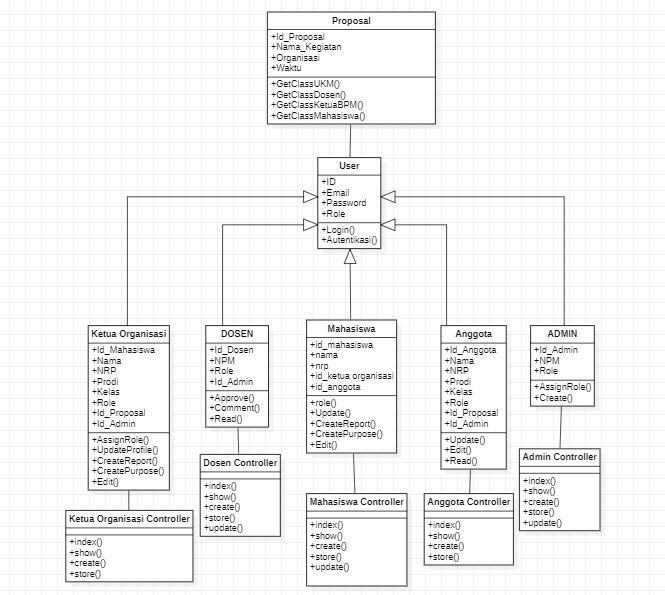 Proposal
+Id_Proposal
+Nama_Kegiatan
+Organisasi
+Waktu
+GetClassUKM()
+GetClassDosen()
+GetClassKetuaBPM()
+GetClassMahasiswa()
User
+ID
+Email
+Password
+Role
+Login()
+Autentikasi()
Ketua Organisasi
+Id_Mahasiswa
+Nama
+NRP
+Prodi
+Kelas
+Role
+Id_Proposal
+Id_Admin
+AssignRole()
+UpdateProfile()
+CreateReport()
+CreatePurpose()
+Edit()
Ketua Organisasi Controller
+index()
+show()
+create()
+store()
DOSEN
+Id_Dosen
+NPM
+Role
+Id_Admin
+Approve()
+Comment()
+Read()
Dosen Controller
+index()
+show()
+create()
+store()
+update()
Mahasiswa
+id_mahasiswa
+nama
+nrp
+id_ketua organisasi
+id_anggota
+role()
+Update()
+CreateReport()
+CreatePurpose()
+Edit()
Mahasiswa Controller
+index()
+show()
+create()
+store()
+update()
Anggota
+Id_Anggota
+Nama
+NRP
+Prodi
+Kelas
+Role
+Id_Proposal
+Id_Admin
+Update()
+Edit()
+Read()
Anggota Controller
+index()
+show()
+create()
+store()
ADMIN
+Id_Admin
+NPM
+Role
+AssignRole()
+Create()
Admin Controller
+index()
+show()
+create()
+store()
+update()